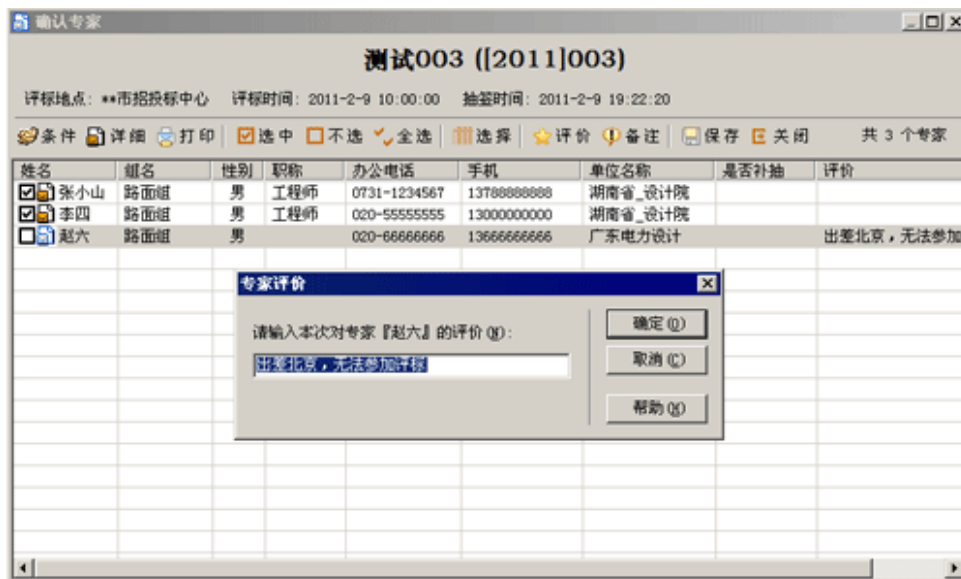 确认专家
测试003 ([2011]003)
评标地点: **市招投标中心 评标时间: 2011-2-9 10:00:00 抽签时间: 2011-2-9 19:22:20
条件 详细 打印 选中 不选 全选 选择 评价 备注 保存 关闭 共 3 个专家
姓名 组名 性别 职称 办公电话 手机 单位名称 是否补抽 评价
张小山 路面组 男 工程师 0731-1234567 13788888888 湖南省_设计院
李四 路面组 男 工程师 020-55555555 13000000000 湖南省_设计院
赵六 路面组 男 020-66666666 13666666666 广东电力设计 出差北京，无法参加
专家评价
请输入本次对专家『赵六』的评价(N):
出差北京，无法参加评标
确定(O)
取消(C)
帮助(H)